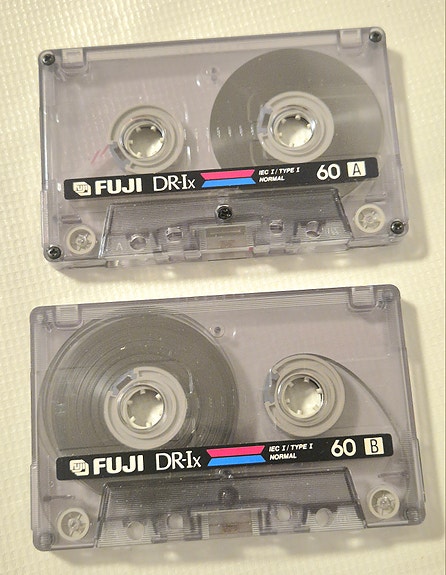 FUJI DR-Ix IEC I / TYPE I NORMAL 60 A
FUJI DR-Ix IEC I / TYPE I NORMAL 60 B